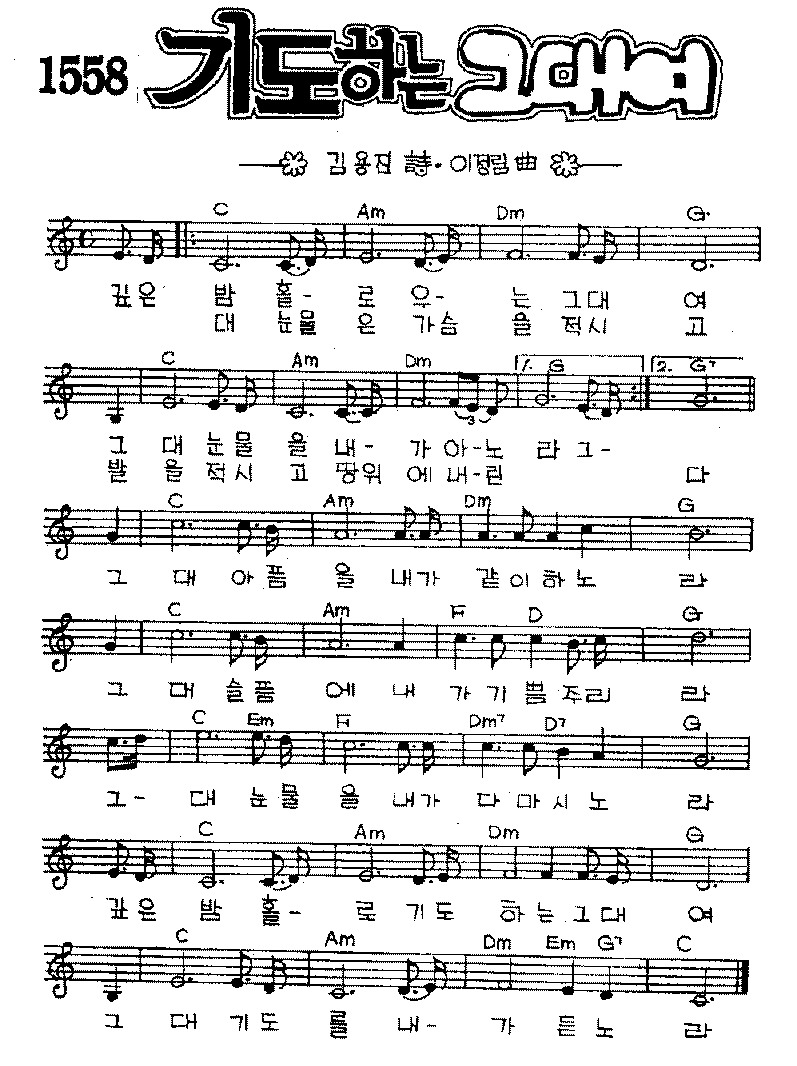 1558 기도하는 그대여
김용진 詩·이정림 曲
C Am Dm G
깊은 밤 홀- 로 우- 는 그대 여
대 눈물 은 가슴 을 적시 고
C Am Dm 1. G 2. G7
그 대 눈물 을 내- 가 아-노 라 그-
발 을 적시 고 땅위 에 내-린 다
3
C Am Dm G
그 대 아픔 을 내가 같이하노 라
C Am F D G
그 대 슬픔 에 내 가 기쁨주리 라
C Em F Dm7 D7 G
그- 대 눈물 을 내가 다 마시노 라
C Am Dm G
깊은 밤 홀- 로 기도 하는그대 여
C Am Dm Em G7 C
그 대 기도 를 내- 가 듣노 라